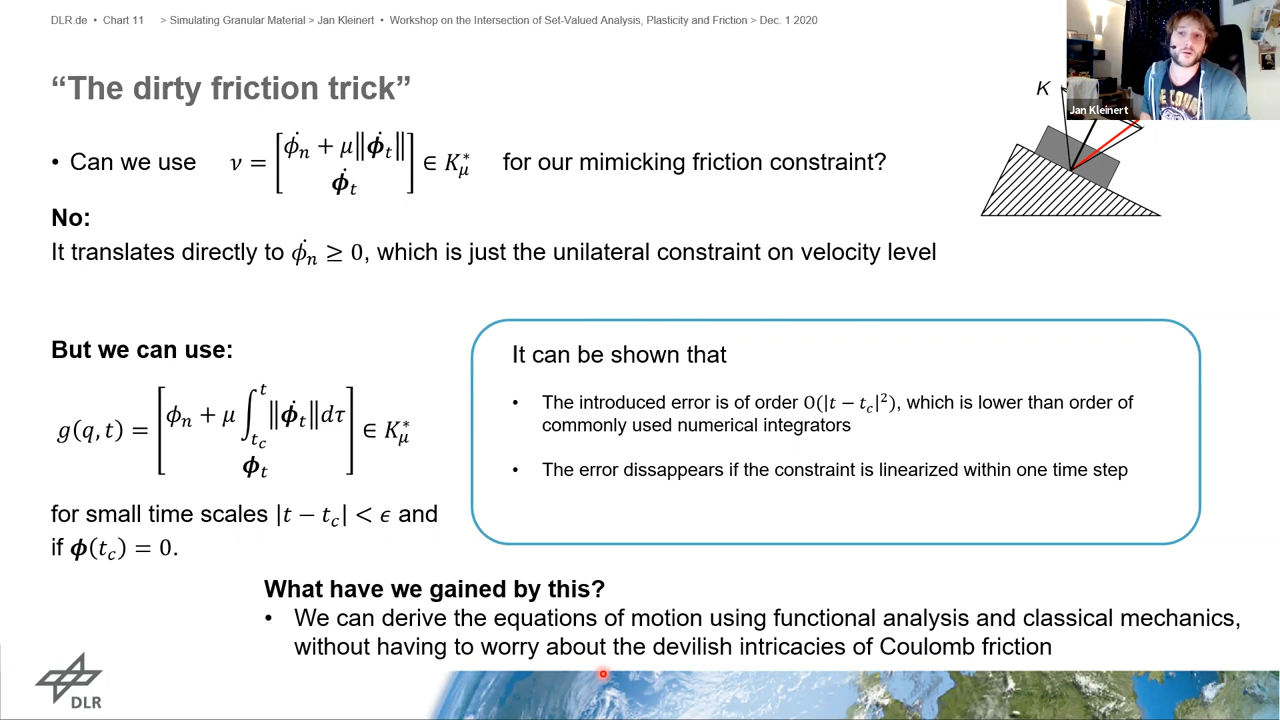 DLR.de • Chart 11 > Simulating Granular Material > Jan Kleinert • Workshop on the Intersection of Set-Valued Analysis, Plasticity and Friction > Dec. 1 2020
“The dirty friction trick”
K
Jan Kleinert
• Can we use ν = [ϕ̇ₙ + μ‖ϕ̇ₜ‖ ; ϕ̇ₜ] ∈ K*_μ for our mimicking friction constraint?
No:
It translates directly to ϕ̇ₙ ≥ 0, which is just the unilateral constraint on velocity level
But we can use:
g(q, t) = [ϕₙ + μ ∫_{t_c}^{t} ‖ϕ̇ₜ‖dτ ; ϕₜ] ∈ K*_μ
for small time scales |t − t_c| < ϵ and
if ϕ(t_c) = 0.
It can be shown that
• The introduced error is of order O(|t − t_c|²), which is lower than order of
commonly used numerical integrators
• The error dissappears if the constraint is linearized within one time step
What have we gained by this?
• We can derive the equations of motion using functional analysis and classical mechanics,
without having to worry about the devilish intricacies of Coulomb friction
DLR